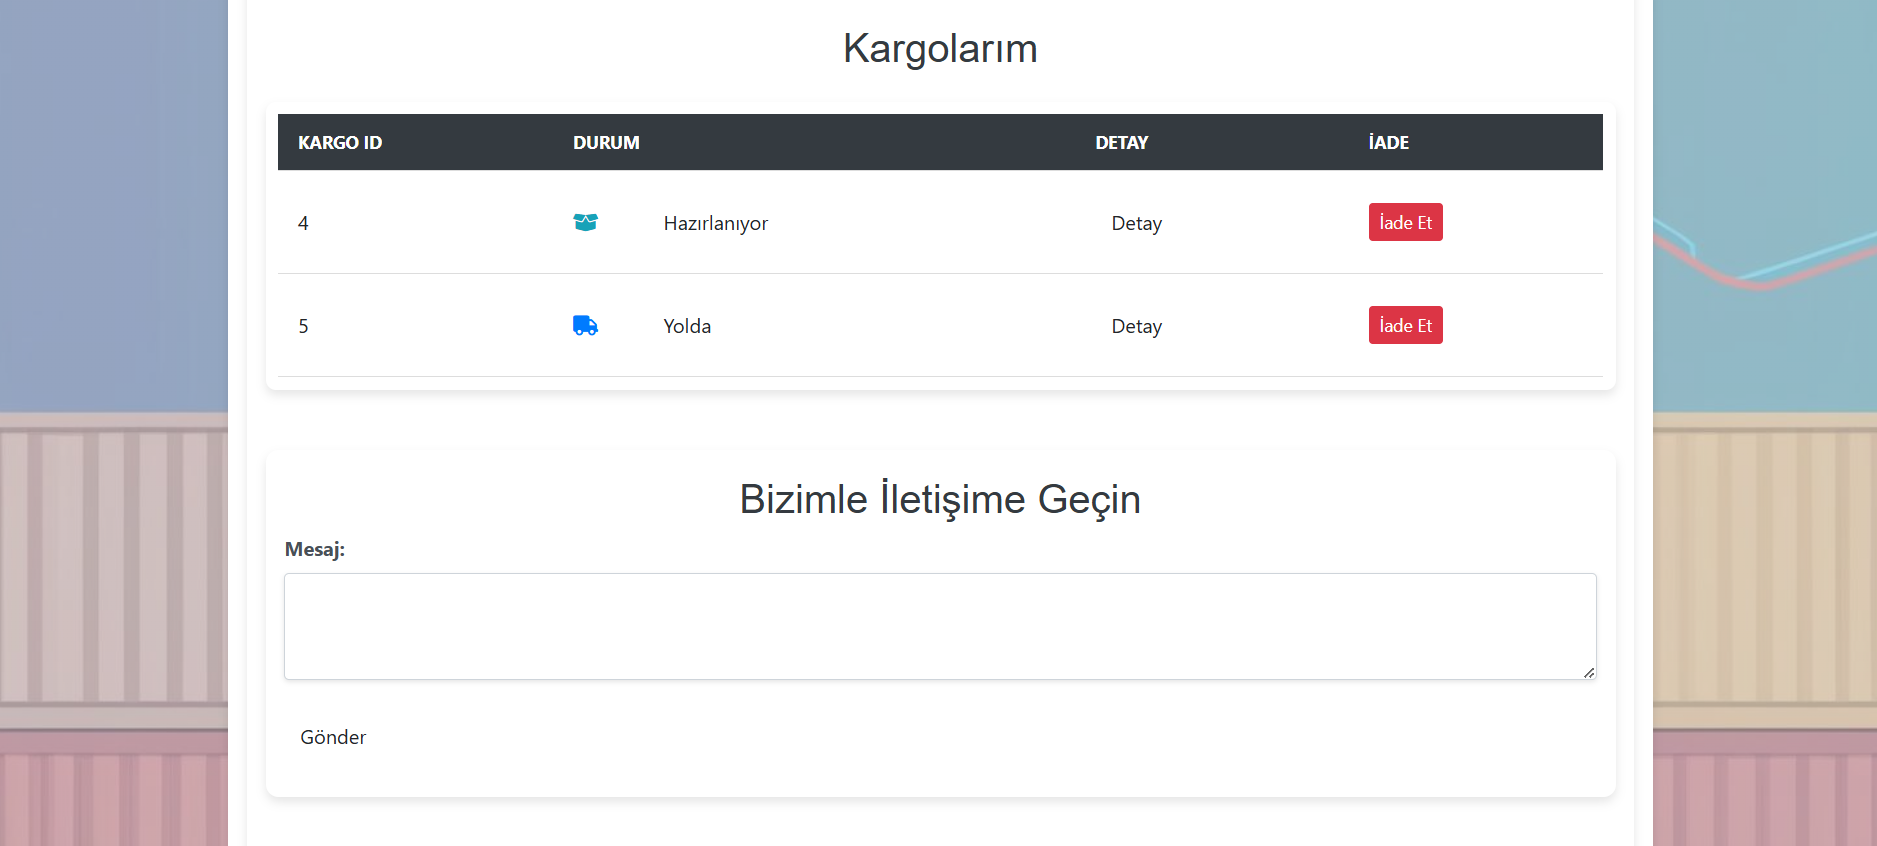 Kargolarım
KARGO ID DURUM DETAY İADE
4 Hazırlanıyor Detay İade Et
5 Yolda Detay İade Et
Bizimle İletişime Geçin
Mesaj:
Gönder